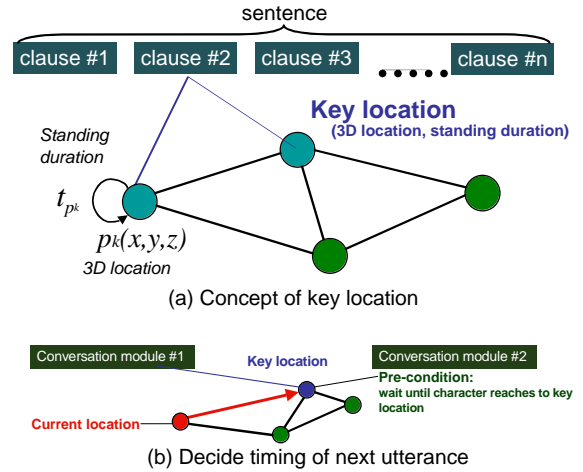 sentence
clause #1 clause #2 clause #3 ..... clause #n
Key location
(3D location, standing duration)
Standing
duration
t_{p^k}
p_k(x,y,z)
3D location
(a) Concept of key location
Conversation module #1 Conversation module #2
Key location
Pre-condition:
wait until character reaches to key
location
Current location
(b) Decide timing of next utterance